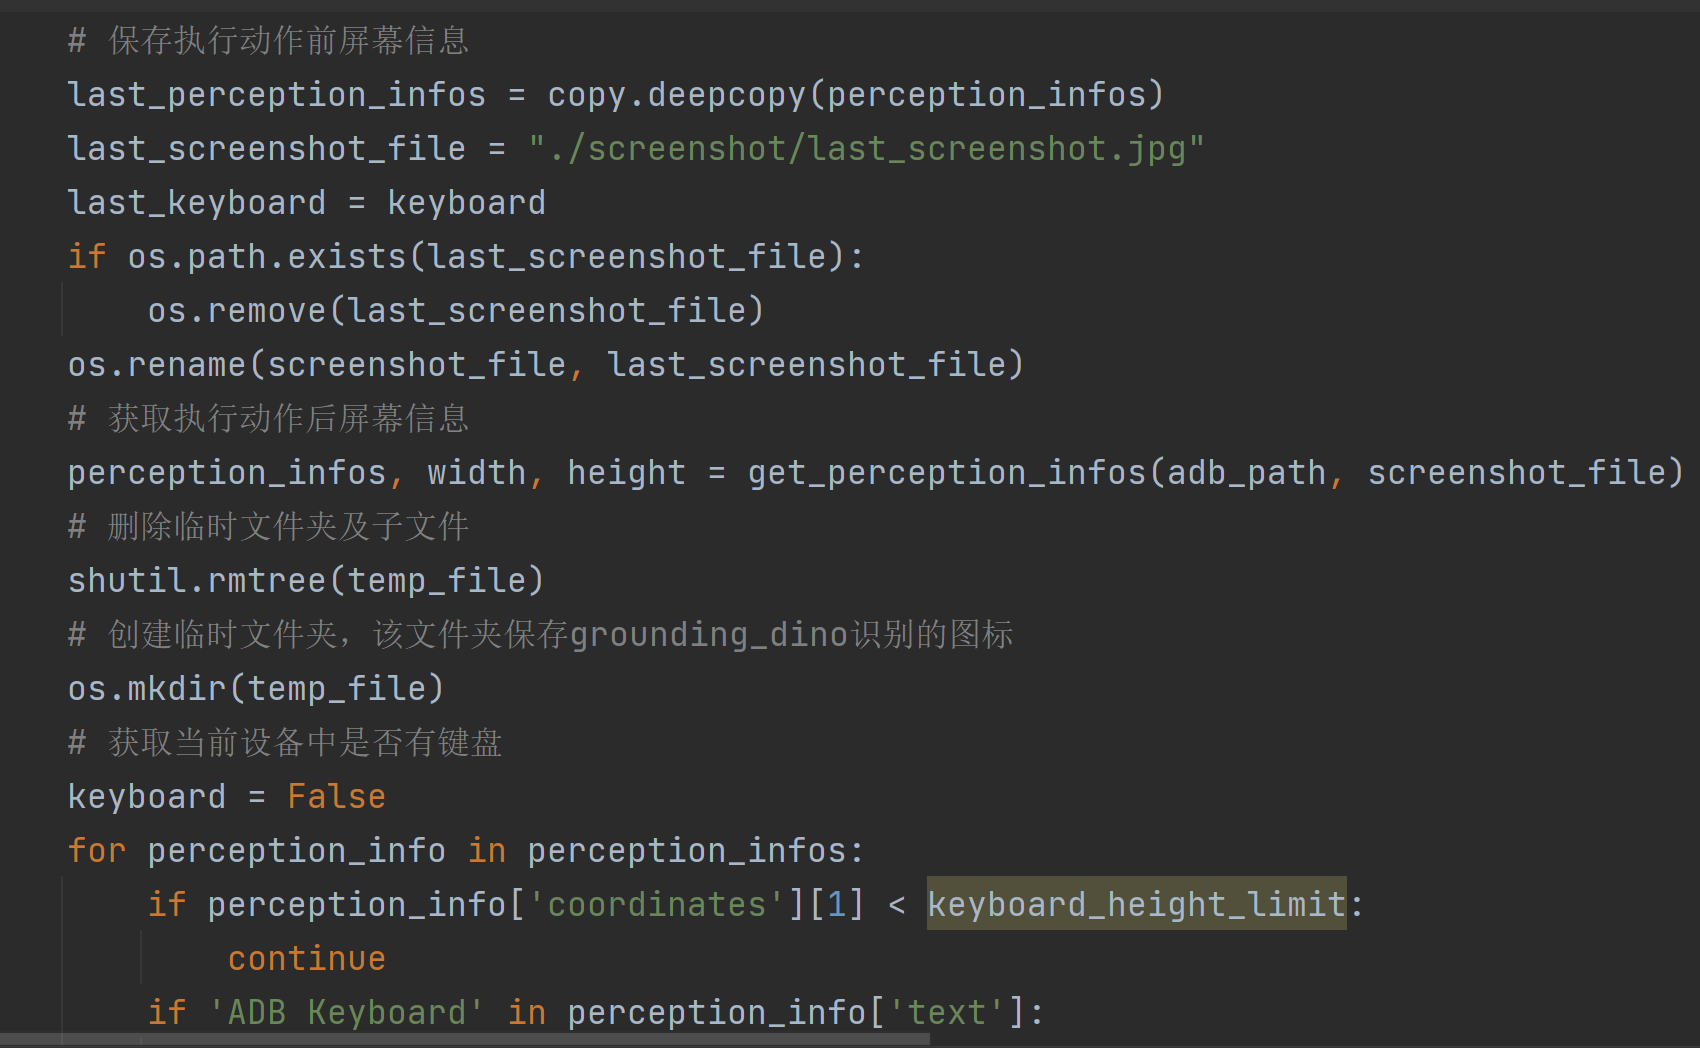 # 保存执行动作前屏幕信息
last_perception_infos = copy.deepcopy(perception_infos)
last_screenshot_file = "./screenshot/last_screenshot.jpg"
last_keyboard = keyboard
if os.path.exists(last_screenshot_file):
    os.remove(last_screenshot_file)
os.rename(screenshot_file, last_screenshot_file)
# 获取执行动作后屏幕信息
perception_infos, width, height = get_perception_infos(adb_path, screenshot_file)
# 删除临时文件夹及子文件
shutil.rmtree(temp_file)
# 创建临时文件夹，该文件夹保存grounding_dino识别的图标
os.mkdir(temp_file)
# 获取当前设备中是否有键盘
keyboard = False
for perception_info in perception_infos:
    if perception_info['coordinates'][1] < keyboard_height_limit:
        continue
    if 'ADB Keyboard' in perception_info['text']: